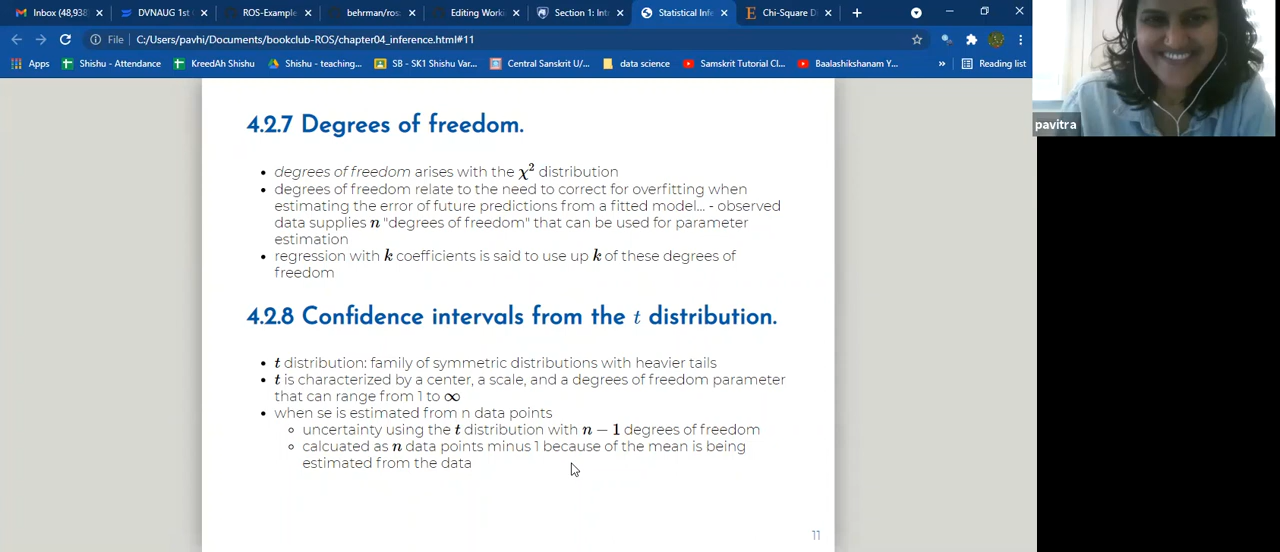 Inbox (48,938)
DVNAUG 1st
ROS-Example
behrman/ros
Editing Work
Section 1: Int
Statistical Infe
Chi-Square D
File
C:/Users/pavhi/Documents/bookclub-ROS/chapter04_inference.html#11
Apps
Shishu - Attendance
KreedAh Shishu
Shishu - teaching...
SB - SK1 Shishu Var...
Central Sanskrit U/...
data science
Samskrit Tutorial Cl...
Baalashikshanam Y...
»
Reading list
pavitra
4.2.7 Degrees of freedom.
• degrees of freedom arises with the χ² distribution
• degrees of freedom relate to the need to correct for overfitting when
estimating the error of future predictions from a fitted model... - observed
data supplies n "degrees of freedom" that can be used for parameter
estimation
• regression with k coefficients is said to use up k of these degrees of
freedom
4.2.8 Confidence intervals from the t distribution.
• t distribution: family of symmetric distributions with heavier tails
• t is characterized by a center, a scale, and a degrees of freedom parameter
that can range from 1 to ∞
• when se is estimated from n data points
◦ uncertainty using the t distribution with n − 1 degrees of freedom
◦ calcuated as n data points minus 1 because of the mean is being
estimated from the data
11